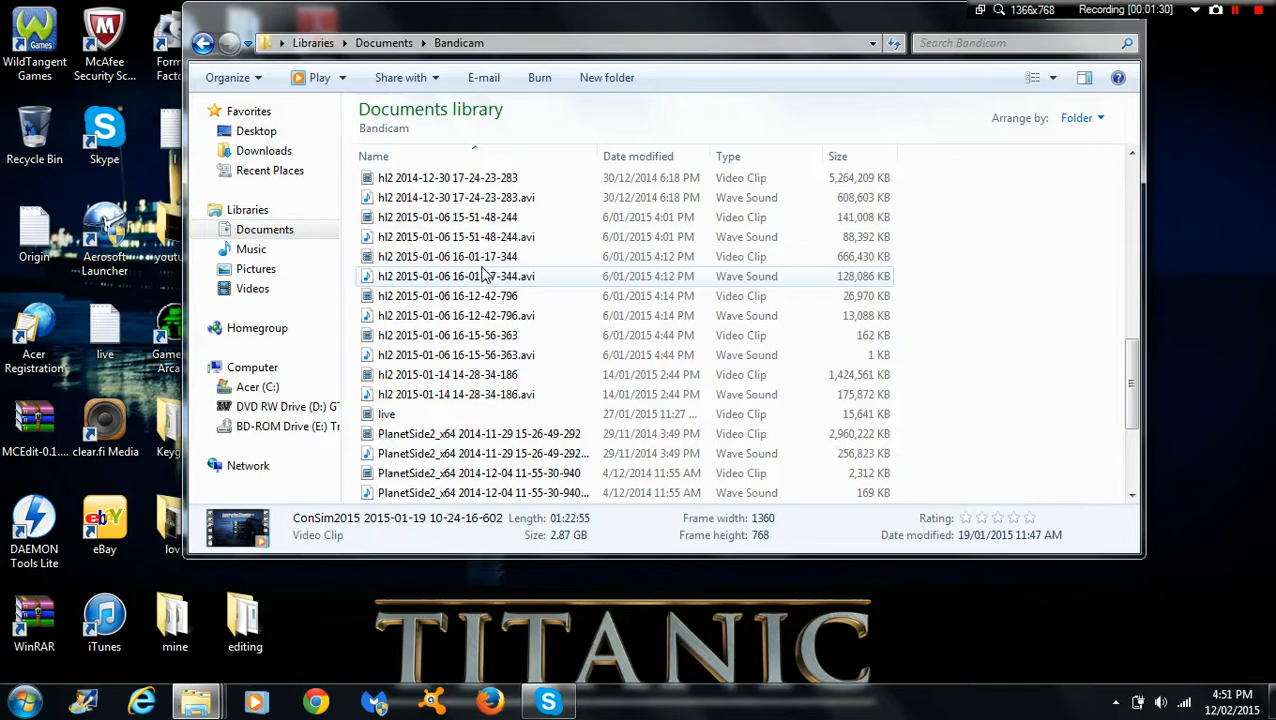 1366x768 Recording [00:01:30]
WildTangent Games
McAfee Security Sc...
Form Factor
Recycle Bin
Skype
Origin
Aerosoft Launcher
Acer Registration
live
MCEdit-0.1....
clear.fi Media
DAEMON Tools Lite
eBay
WinRAR
iTunes
mine
editing
Libraries Documents Bandicam
Search Bandicam
Organize Play Share with E-mail Burn New folder
Favorites
Desktop
Downloads
Recent Places
Libraries
Documents
Music
Pictures
Videos
Homegroup
Computer
Acer (C:)
DVD RW Drive (D:) GT
BD-ROM Drive (E:) Tr
Network
Documents library
Bandicam
Arrange by: Folder
Name Date modified Type Size
hl2 2014-12-30 17-24-23-283 30/12/2014 6:18 PM Video Clip 5,264,209 KB
hl2 2014-12-30 17-24-23-283.avi 30/12/2014 6:18 PM Wave Sound 608,603 KB
hl2 2015-01-06 15-51-48-244 6/01/2015 4:01 PM Video Clip 141,008 KB
hl2 2015-01-06 15-51-48-244.avi 6/01/2015 4:01 PM Wave Sound 88,392 KB
hl2 2015-01-06 16-01-17-344 6/01/2015 4:12 PM Video Clip 666,430 KB
hl2 2015-01-06 16-01-17-344.avi 6/01/2015 4:12 PM Wave Sound 128,086 KB
hl2 2015-01-06 16-12-42-796 6/01/2015 4:14 PM Video Clip 26,970 KB
hl2 2015-01-06 16-12-42-796.avi 6/01/2015 4:14 PM Wave Sound 13,088 KB
hl2 2015-01-06 16-15-56-363 6/01/2015 4:44 PM Video Clip 162 KB
hl2 2015-01-06 16-15-56-363.avi 6/01/2015 4:44 PM Wave Sound 1 KB
hl2 2015-01-14 14-28-34-186 14/01/2015 2:44 PM Video Clip 1,424,561 KB
hl2 2015-01-14 14-28-34-186.avi 14/01/2015 2:44 PM Wave Sound 175,872 KB
live 27/01/2015 11:27 ... Video Clip 15,641 KB
PlanetSide2_x64 2014-11-29 15-26-49-292 29/11/2014 3:49 PM Video Clip 2,960,222 KB
PlanetSide2_x64 2014-11-29 15-26-49-292... 29/11/2014 3:49 PM Wave Sound 256,823 KB
PlanetSide2_x64 2014-12-04 11-55-30-940 4/12/2014 11:55 AM Video Clip 2,312 KB
PlanetSide2_x64 2014-12-04 11-55-30-940... 4/12/2014 11:55 AM Wave Sound 169 KB
ConSim2015 2015-01-19 10-24-16-602 Length: 01:22:55 Frame width: 1360 Rating:
Video Clip Size: 2.87 GB Frame height: 768 Date modified: 19/01/2015 11:47 AM
TITANIC
4:51 PM
12/02/2015